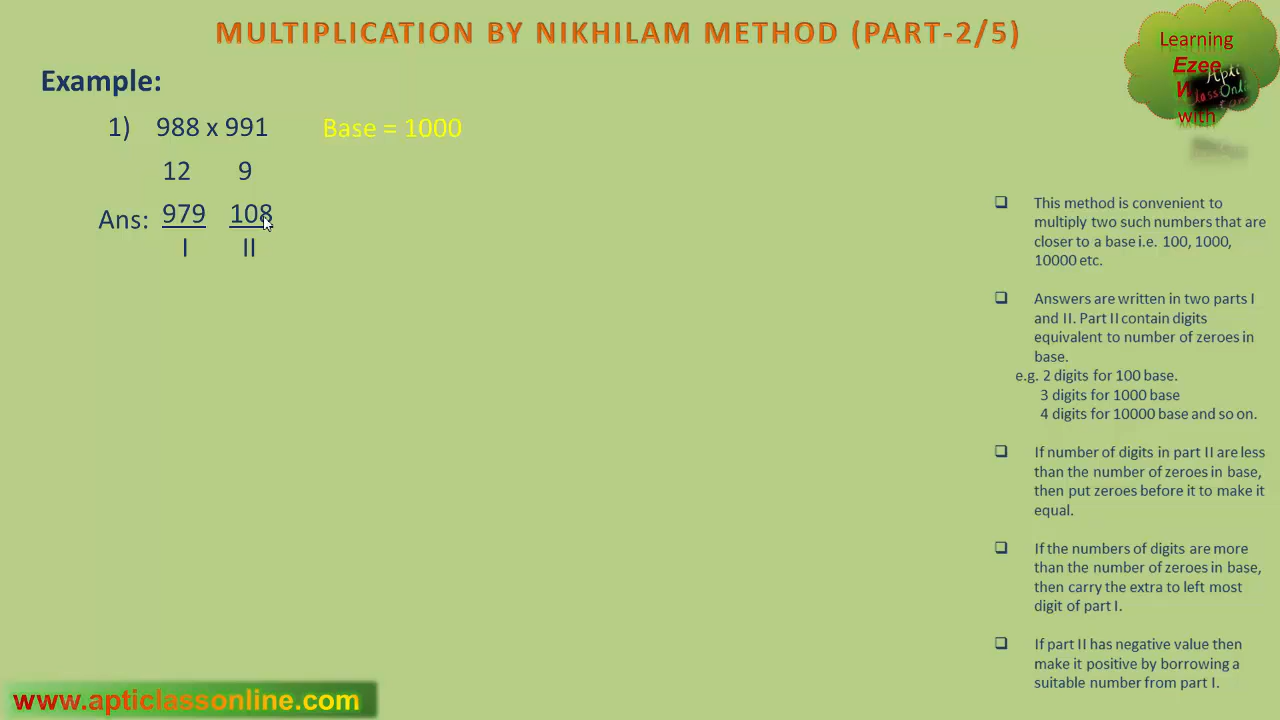 MULTIPLICATION BY NIKHILAM METHOD (PART-2/5)
Learning
Ezee
with
Apti
Class Online
Example:
1) 988 x 991 Base = 1000
12 9
Ans: 979 108
I II
❑ This method is convenient to
multiply two such numbers that are
closer to a base i.e. 100, 1000,
10000 etc.
❑ Answers are written in two parts I
and II. Part II contain digits
equivalent to number of zeroes in
base.
e.g. 2 digits for 100 base.
3 digits for 1000 base
4 digits for 10000 base and so on.
❑ If number of digits in part II are less
than the number of zeroes in base,
then put zeroes before it to make it
equal.
❑ If the numbers of digits are more
than the number of zeroes in base,
then carry the extra to left most
digit of part I.
❑ If part II has negative value then
make it positive by borrowing a
suitable number from part I.
www.apticlassonline.com